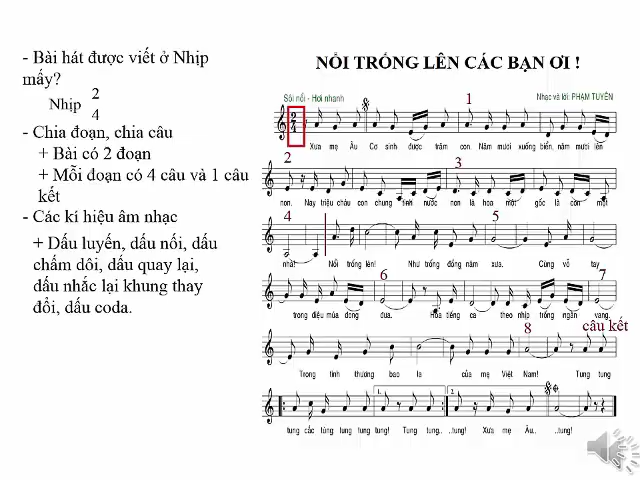 - Bài hát được viết ở Nhịp
mấy?
Nhịp 2
4
- Chia đoạn, chia câu
+ Bài có 2 đoạn
+ Mỗi đoạn có 4 câu và 1 câu
kết
- Các kí hiệu âm nhạc
+ Dấu luyến, dấu nối, dấu
chấm dôi, dấu quay lại,
dấu nhắc lại khung thay
đổi, dấu coda.
NỔI TRỐNG LÊN CÁC BẠN ƠI !
Sôi nổi - Hơi nhanh
Nhạc và lời: PHẠM TUYÊN
1
2
4
Xưa mẹ Âu Cơ sinh được trăm con. Năm mươi xuống biển, năm mươi lên
2
3
non. Nay triệu cháu con chung tình nước non là hoa một gốc là con một
4
5
nhà! Nổi trống lên! Như trống đồng năm xưa. Cùng vỗ tay
6
7
trong điệu múa dòng đua. Hòa tiếng ca theo nhịp trống ngân vang.
8
câu kết
Trong tình thương bao la của mẹ Việt Nam! Tung tung
1.
2.
tung cắc tùng tung tung tung! Tung tung.. ..tung! Xưa mẹ Âu.. ..tung!